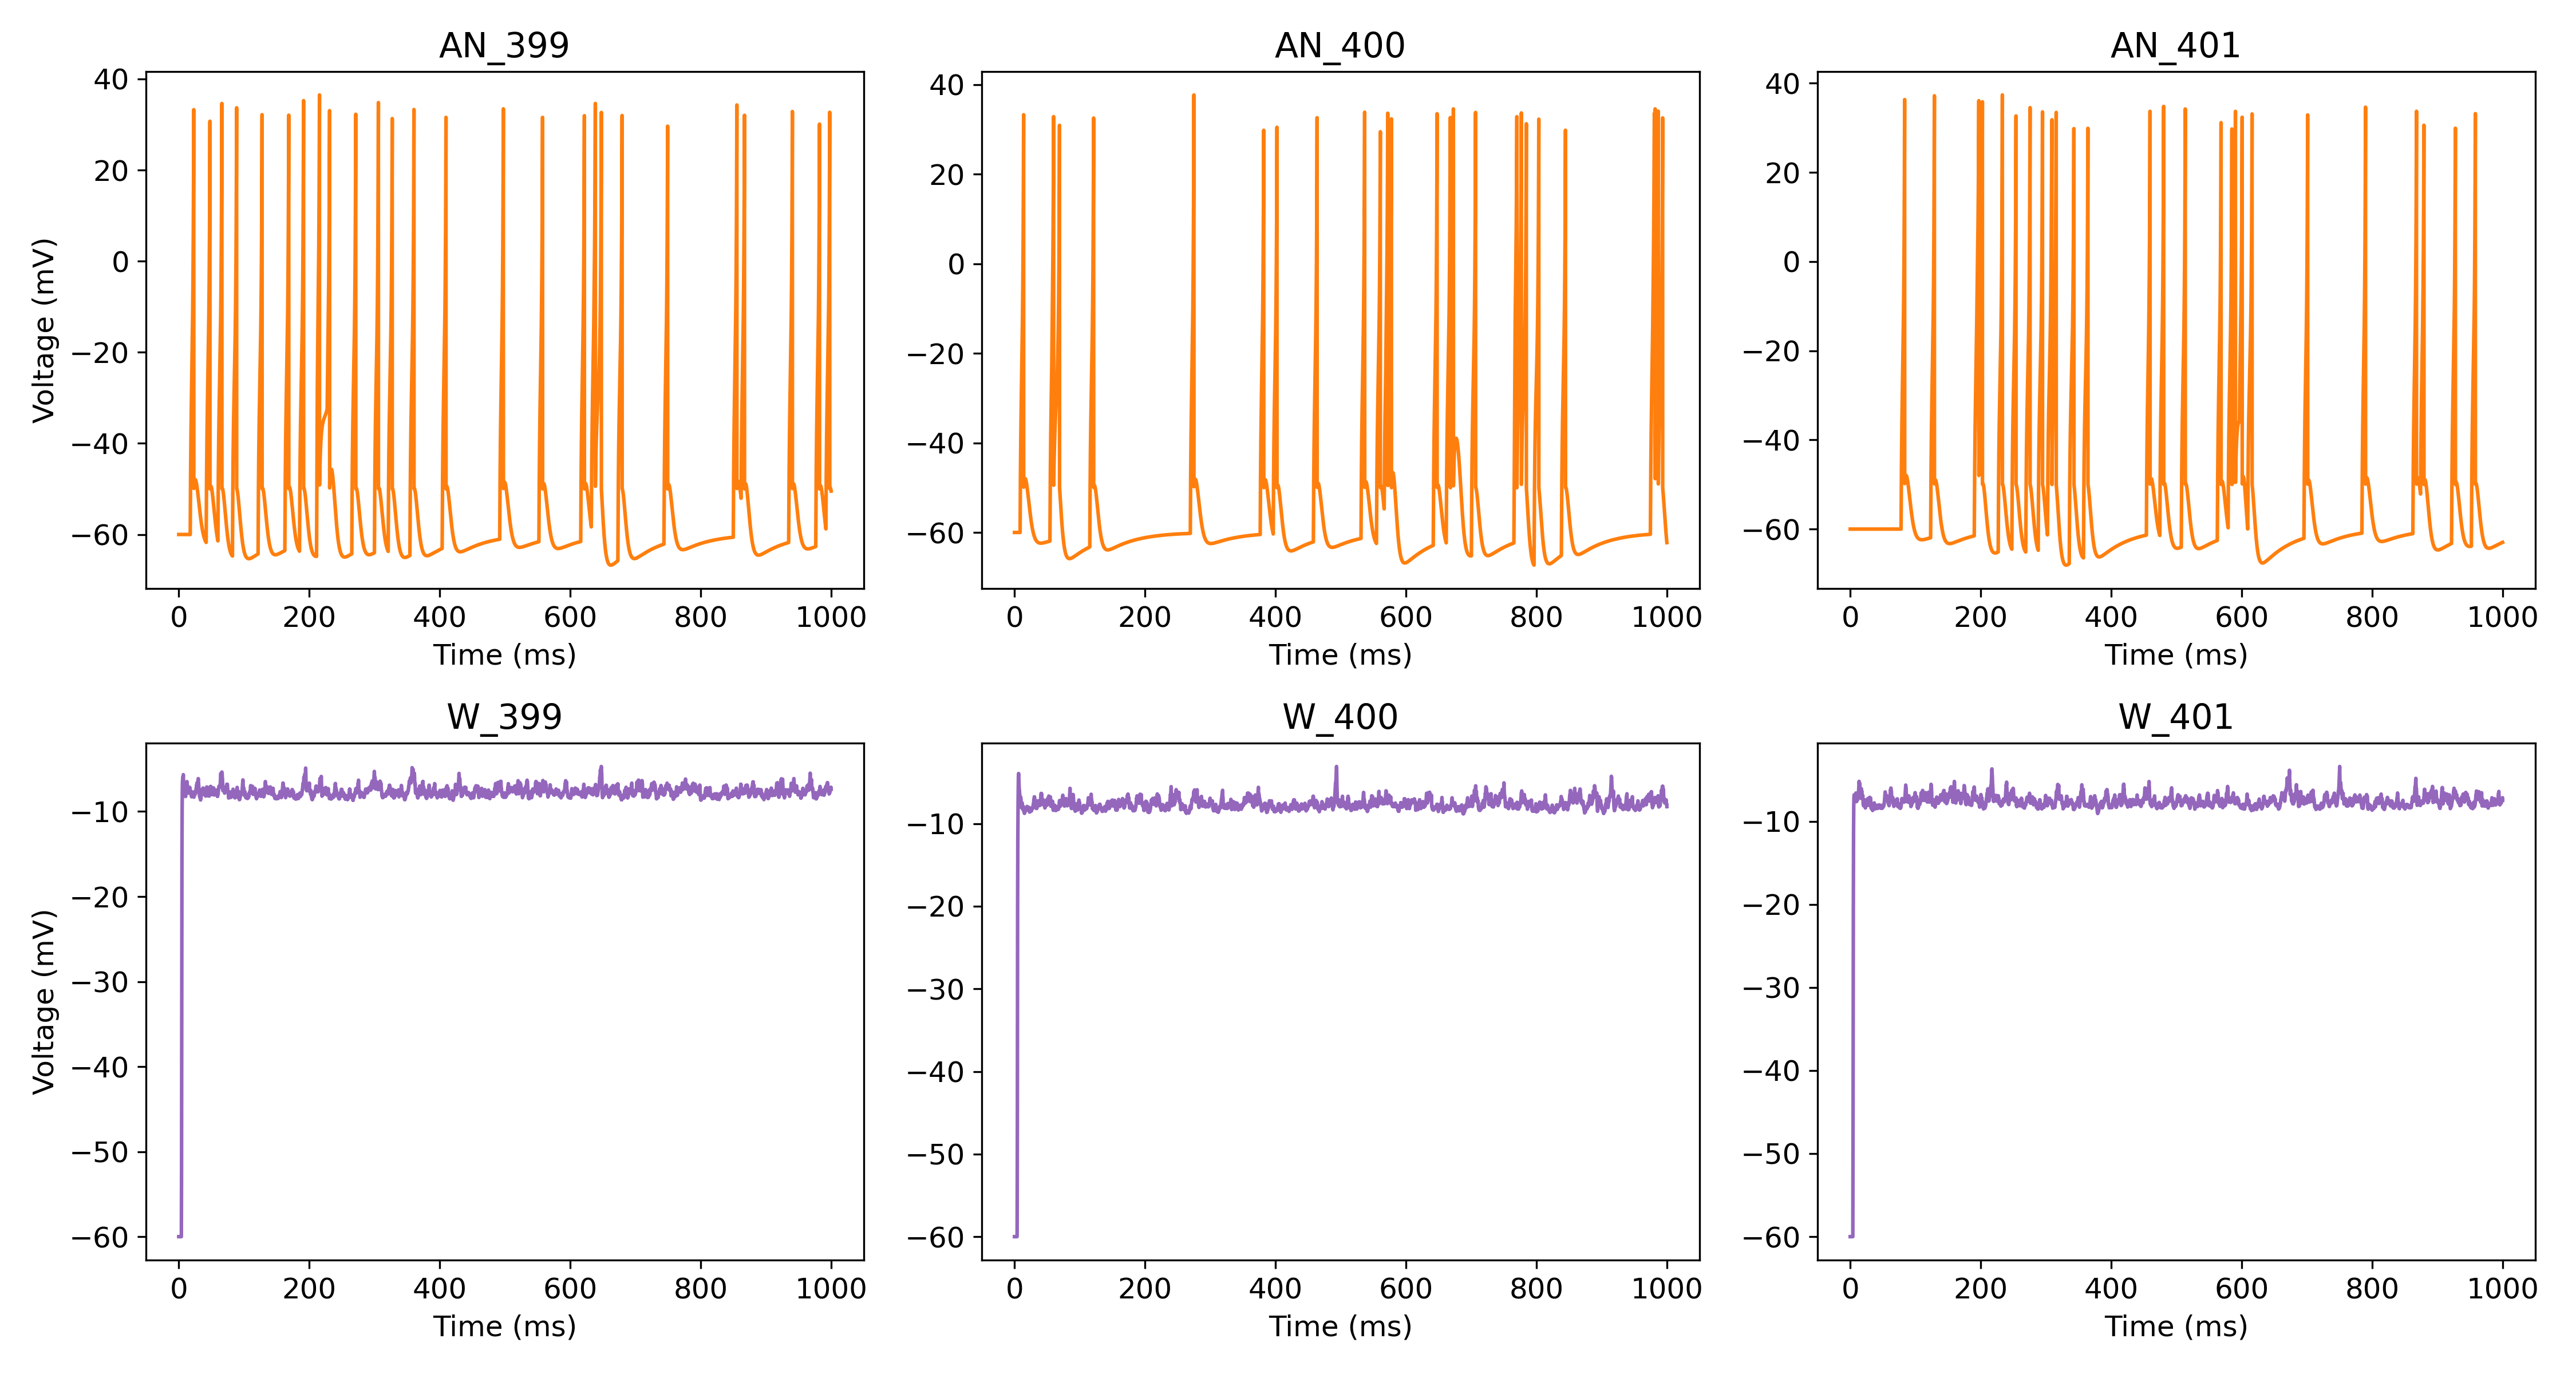 AN_399 AN_400 AN_401
40 40 40
20 20 20
0 0 0
−20 −20 −20
−40 −40 −40
−60 −60 −60
Voltage (mV)
0 200 400 600 800 1000 0 200 400 600 800 1000 0 200 400 600 800 1000
Time (ms) Time (ms) Time (ms)
W_399 W_400 W_401
−10 −10 −10
−20 −20 −20
−30 −30 −30
−40 −40 −40
−50 −50 −50
−60 −60 −60
Voltage (mV)
0 200 400 600 800 1000 0 200 400 600 800 1000 0 200 400 600 800 1000
Time (ms) Time (ms) Time (ms)